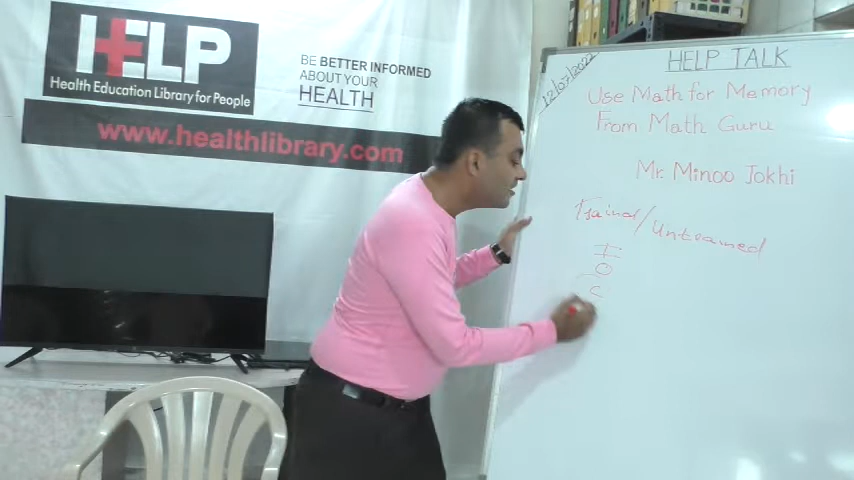 HELP
Health Education Library for People
BE BETTER INFORMED
ABOUT YOUR
HEALTH
www.healthlibrary.com
12/07/2022
HELP TALK
Use Math for Memory
From Math Guru
Mr. Minoo Jokhi
Trained/Untrained
I
O
C